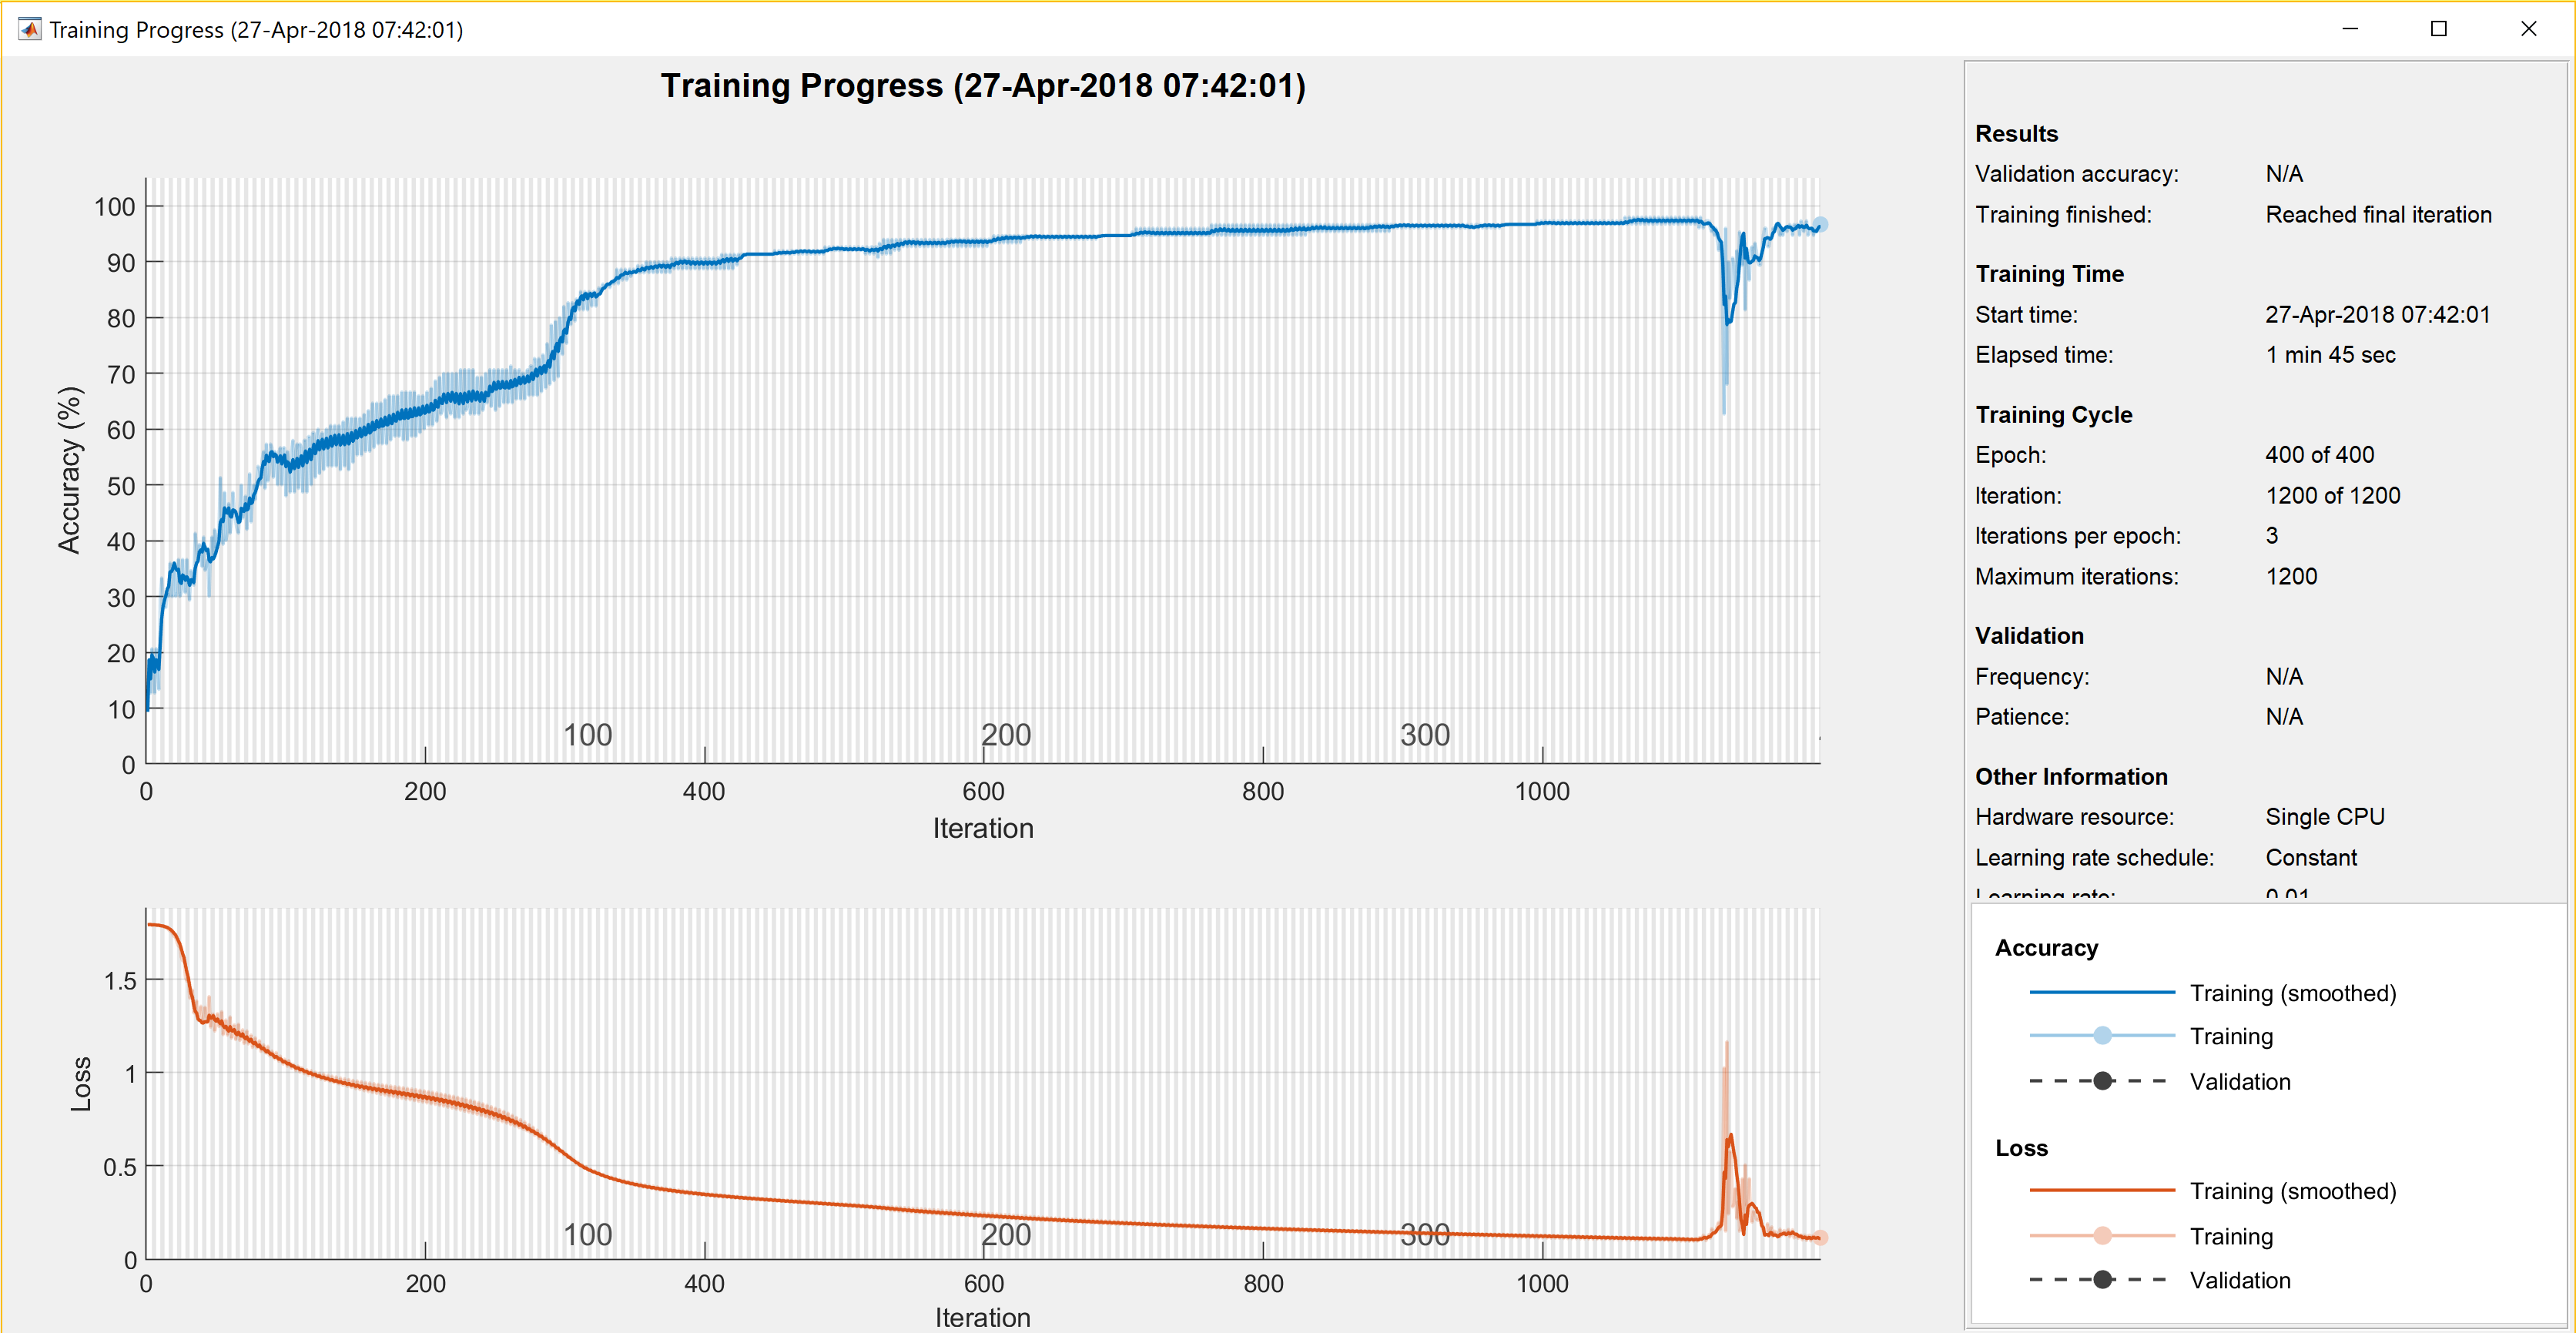 Training Progress (27-Apr-2018 07:42:01)
Training Progress (27-Apr-2018 07:42:01)
100
90
80
70
60
50
40
30
20
10
0
Accuracy (%)
100 200 300
0 200 400 600 800 1000
Iteration
1.5
1
0.5
0
Loss
100 200 300
0 200 400 600 800 1000
Iteration
Results
Validation accuracy: N/A
Training finished: Reached final iteration
Training Time
Start time: 27-Apr-2018 07:42:01
Elapsed time: 1 min 45 sec
Training Cycle
Epoch: 400 of 400
Iteration: 1200 of 1200
Iterations per epoch: 3
Maximum iterations: 1200
Validation
Frequency: N/A
Patience: N/A
Other Information
Hardware resource: Single CPU
Learning rate schedule: Constant
Learning rate: 0.01
Accuracy
Training (smoothed)
Training
Validation
Loss
Training (smoothed)
Training
Validation